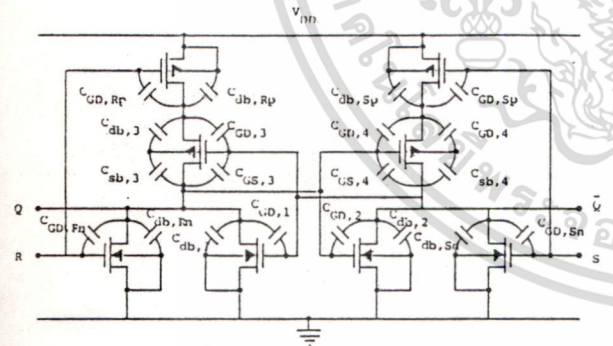 V_DD
C_GD,Rp C_db,Rp C_db,Sp C_GD,Sp
C_db,3 C_GD,3 C_GD,4 C_GD,4
C_sb,3 C_GS,3 C_GS,4 C_sb,4
Q Q̄
C_GD,Rn C_db,Rn C_GD,1 C_GD,2 C_db,2 C_GD,Sn
C_db, C_db,Sn
R S